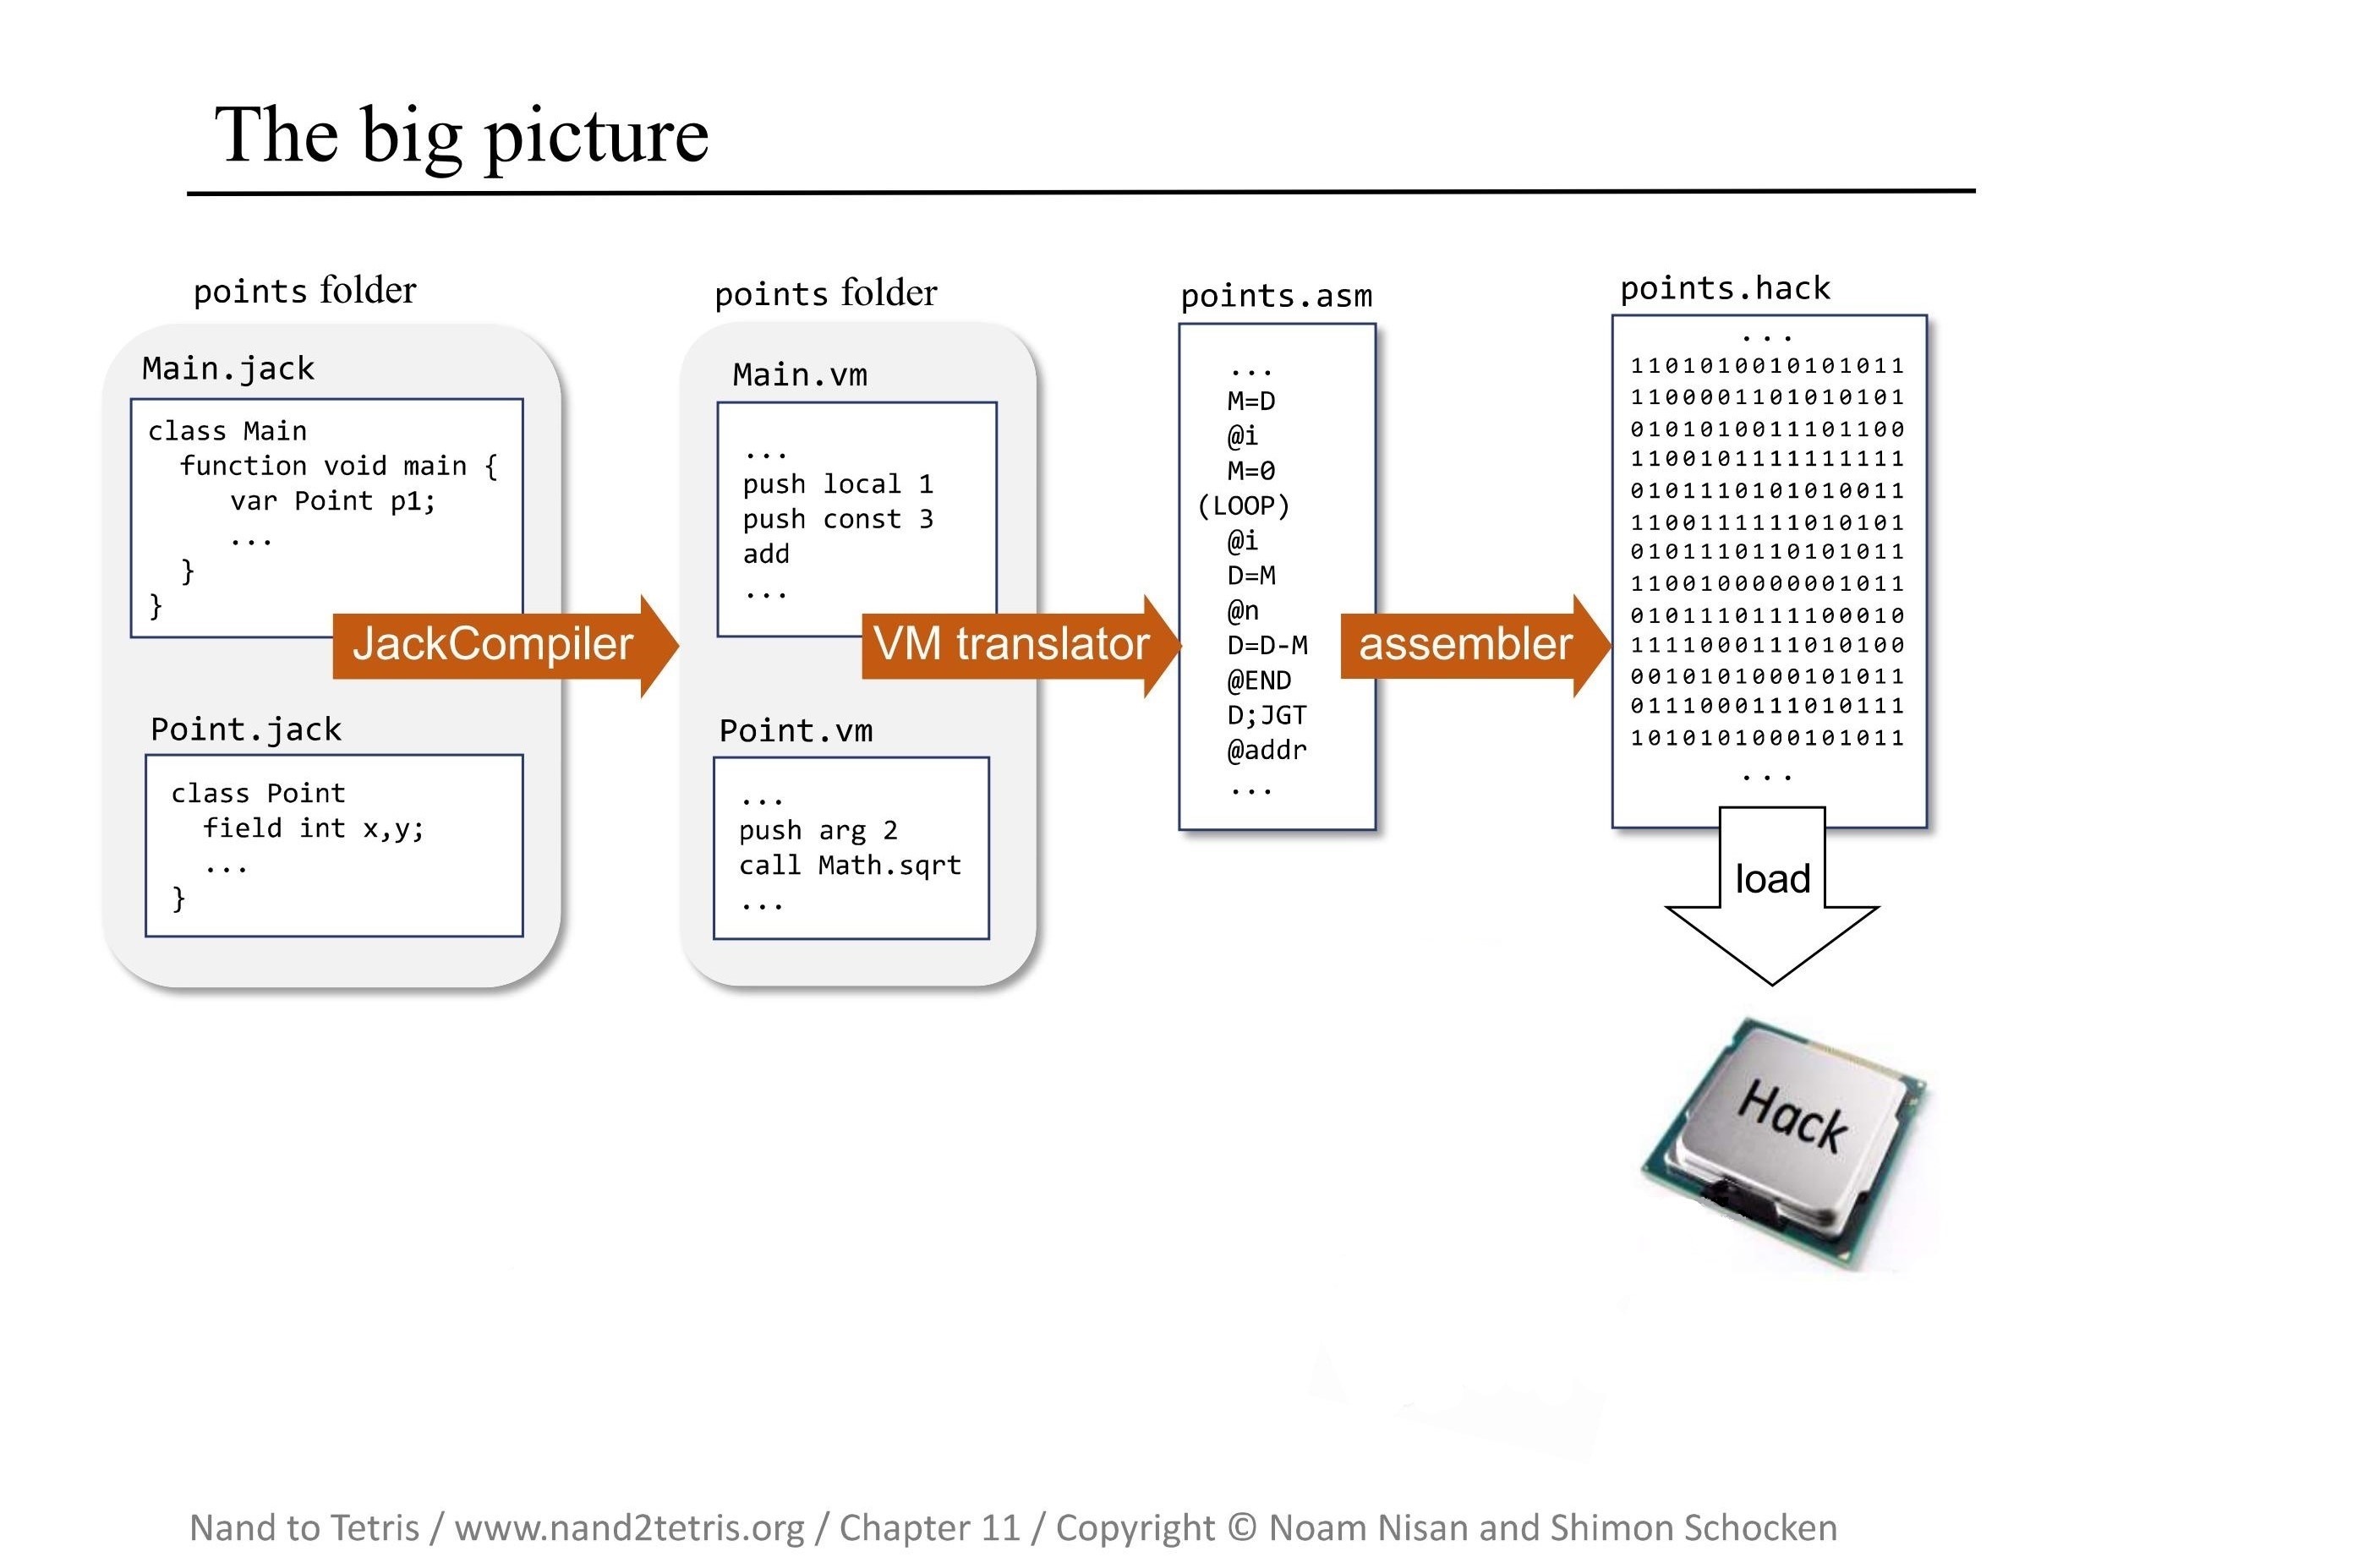 The big picture
points folder
Main.jack
class Main
function void main {
var Point p1;
...
}
}
JackCompiler
Point.jack
class Point
field int x,y;
...
}
points folder
Main.vm
...
push local 1
push const 3
add
...
VM translator
Point.vm
...
push arg 2
call Math.sqrt
...
points.asm
...
M=D
@i
M=0
(LOOP)
@i
D=M
@n
D=D-M
@END
D;JGT
@addr
...
assembler
points.hack
...
1101010010101011
1100001101010101
0101010011101100
1100101111111111
0101110101010011
1100111111010101
0101110110101011
1100100000001011
0101110111100010
1111000111010100
0010101000101011
0111000111010111
1010101000101011
...
load
Hack
Nand to Tetris / www.nand2tetris.org / Chapter 11 / Copyright © Noam Nisan and Shimon Schocken